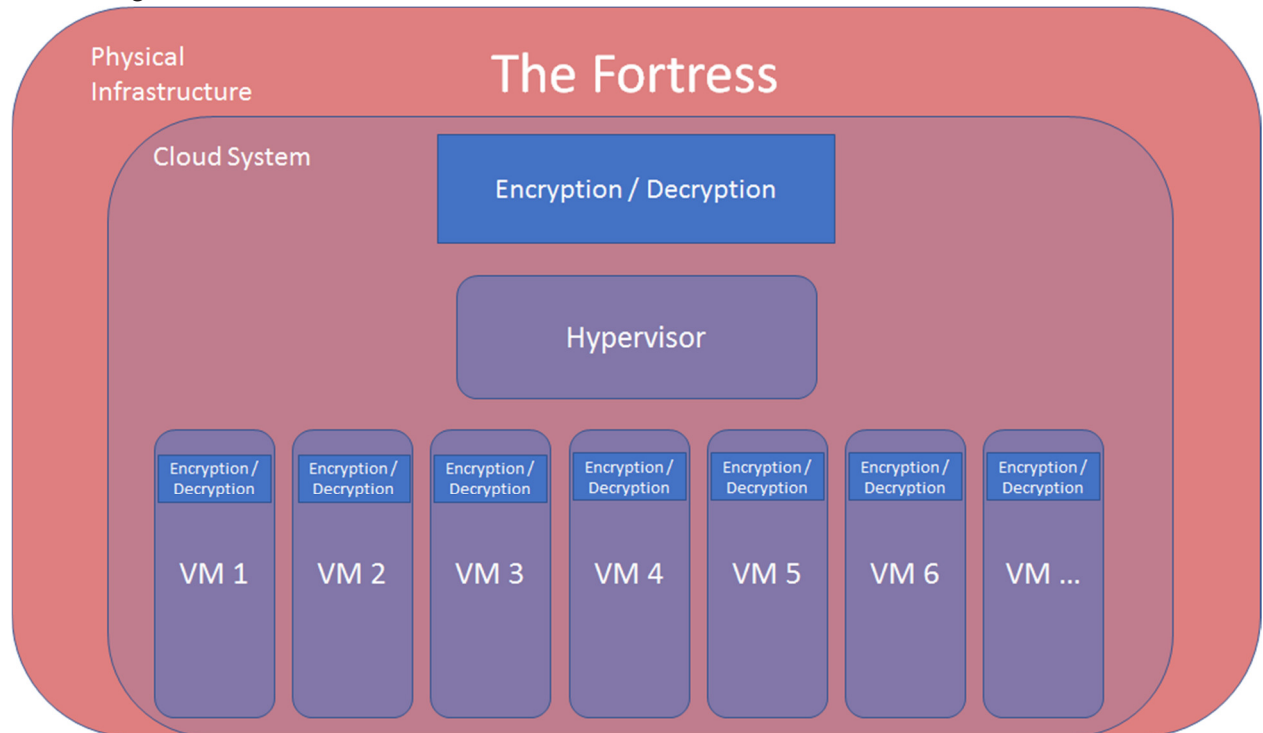 Physical
Infrastructure
The Fortress
Cloud System
Encryption / Decryption
Hypervisor
Encryption /
Decryption
Encryption /
Decryption
Encryption /
Decryption
Encryption /
Decryption
Encryption /
Decryption
Encryption /
Decryption
Encryption /
Decryption
VM 1
VM 2
VM 3
VM 4
VM 5
VM 6
VM ...